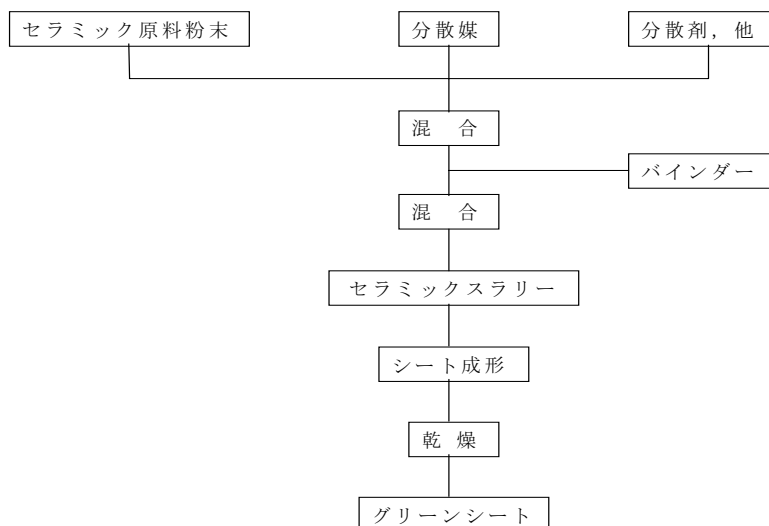 セラミック原料粉末
分散媒
分散剤，他
混　合
バインダー
混　合
セラミックスラリー
シート成形
乾 燥
グリーンシート